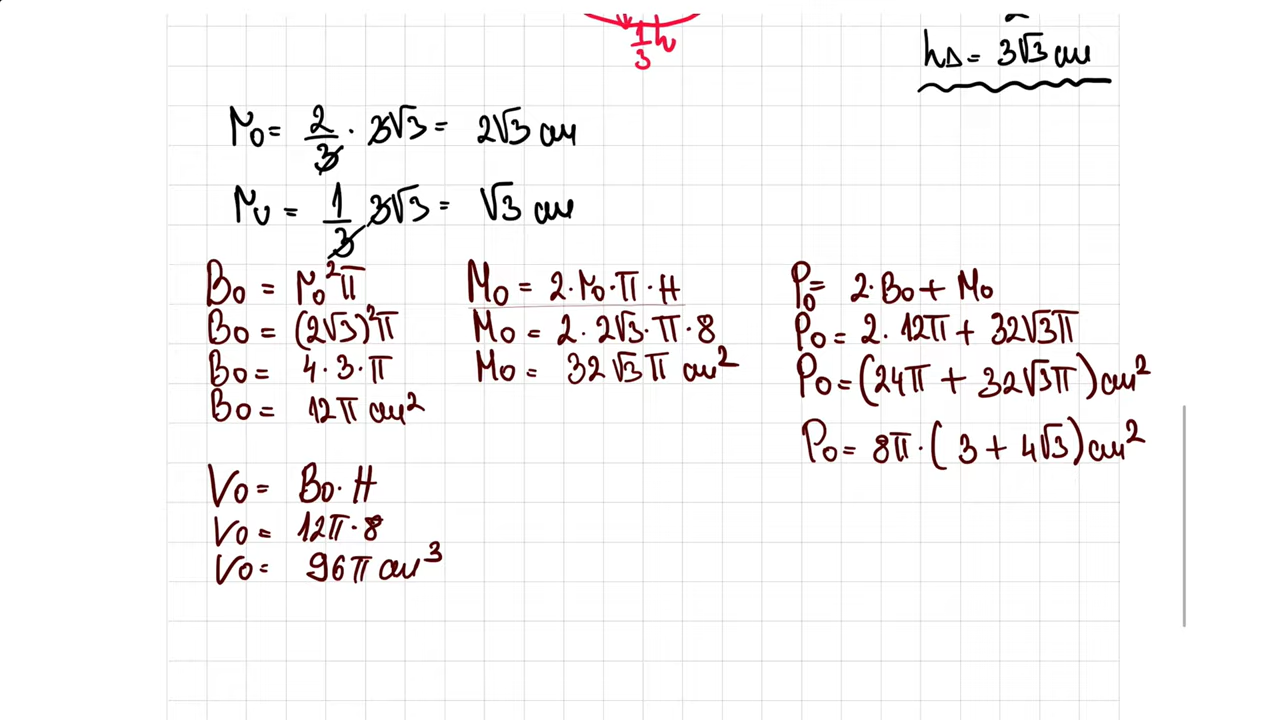 1/3 h
2
h△ = 3√3 cm
r₀ = 2/3 · 3√3 = 2√3 cm
rᵤ = 1/3 3√3 = √3 cm
B₀ = r₀²π
B₀ = (2√3)²π
B₀ = 4·3·π
B₀ = 12π cm²
M₀ = 2·r₀·π·H
M₀ = 2·2√3·π·8
M₀ = 32√3π cm²
P₀ = 2·B₀ + M₀
P₀ = 2·12π + 32√3π
P₀ = (24π + 32√3π) cm²
P₀ = 8π·(3 + 4√3) cm²
V₀ = B₀·H
V₀ = 12π·8
V₀ = 96π cm³